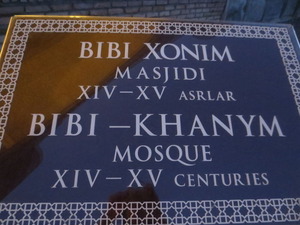 BIBI XONIM
MASJIDI
XIV–XV ASRLAR
BIBI–KHANYM
MOSQUE
XIV–XV CENTURIES